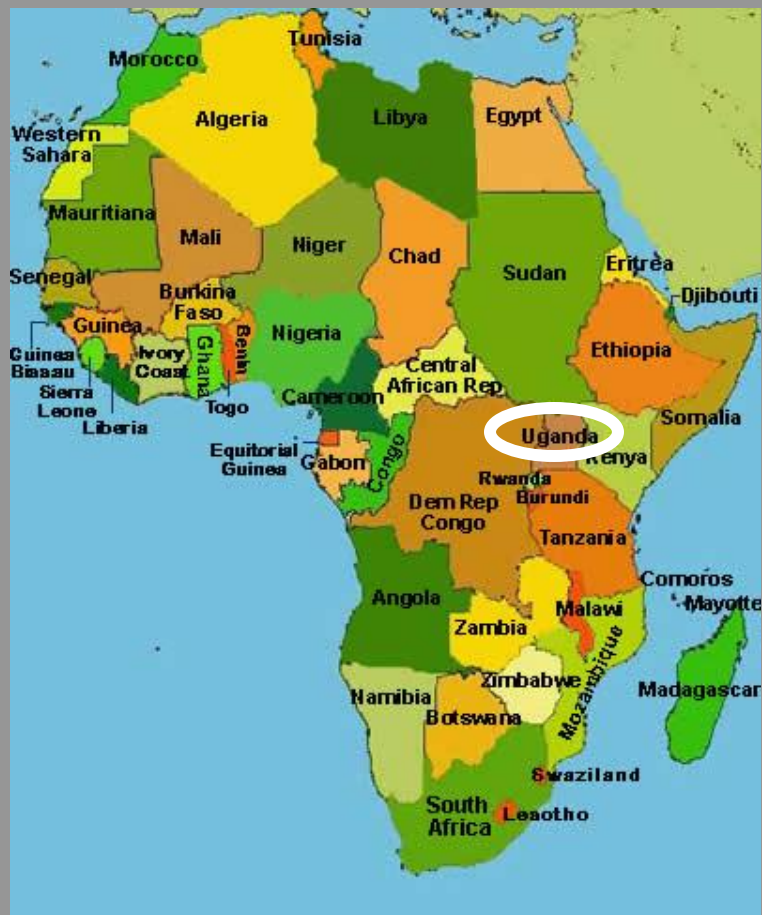 Tunisia
Morocco
Algeria
Libya
Egypt
Western
Sahara
Mauritiana
Mali
Niger
Chad
Sudan
Eritrea
Senegal
Burkina
Faso
Djibouti
Guinea
Nigeria
Benin
Ghana
Ivory
Coast
Guinea
Bissau
Ethiopia
Central
African Rep
Sierra
Leone
Togo
Cameroon
Somalia
Liberia
Uganda
Equitorial
Guinea
Gabon
Congo
Kenya
Rwanda
Burundi
Dem Rep
Congo
Tanzania
Comoros
Mayotte
Angola
Malawi
Zambia
Mozambique
Zimbabwe
Madagascar
Namibia
Botswana
Swaziland
South
Africa
Lesotho